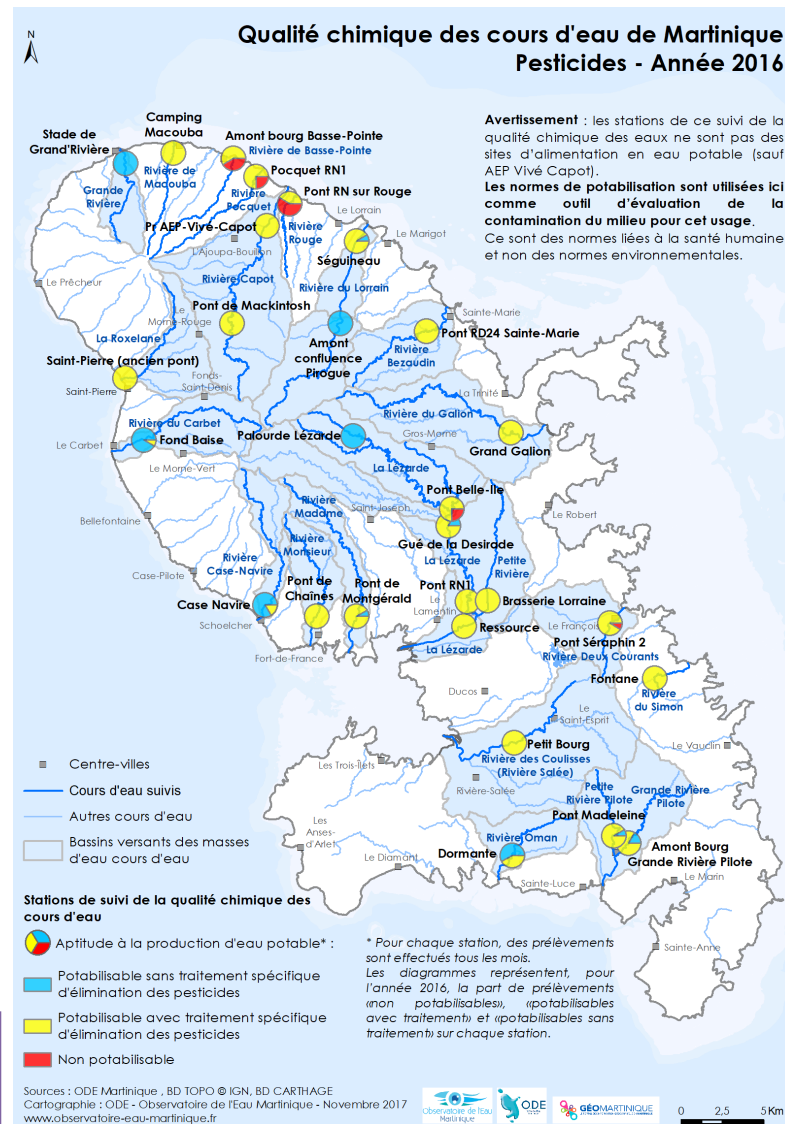 Qualité chimique des cours d'eau de Martinique
Pesticides - Année 2016
N
Avertissement : les stations de ce suivi de la
qualité chimique des eaux ne sont pas des
sites d'alimentation en eau potable (sauf
AEP Vivé Capot).
Les normes de potabilisation sont utilisées ici
comme outil d'évaluation de la
contamination du milieu pour cet usage.
Ce sont des normes liées à la santé humaine
et non des normes environnementales.
Stade de
Grand'Rivière
Camping
Macouba
Amont bourg Basse-Pointe
Rivière de Basse-Pointe
Pocquet RN1
Pont RN sur Rouge
Grande
Rivière
Rivière de
Macouba
Rivière
Pocquet
Rivière
Rouge
Le Lorrain
Le Marigot
Pr AEP-Vivé-Capot
L'Ajoupa-Bouillon
Séguineau
Le Prêcheur
Rivière Capot
Rivière du Lorrain
Pont de Mackintosh
Le
Morne-Rouge
Sainte-Marie
Pont RD24 Sainte-Marie
La Roxelane
Amont
confluence
Pirogue
Rivière
Bezaudin
Saint-Pierre (ancien pont)
Fonds-
Saint-Denis
Saint-Pierre
La Trinité
Rivière du Carbet
Rivière du Galion
Le Carbet
Fond Baise
Palourde Lézarde
Gros-Morne
Grand Galion
Le Morne-Vert
La Lézarde
Pont Belle-Ile
Bellefontaine
Rivière
Madame
Saint-Joseph
Le Robert
Rivière
Monsieur
Gué de la Desirade
Rivière
Case-Navire
La Lézarde
Petite
Rivière
Case-Pilote
Pont de
Chaînes
Pont de
Montgérald
Pont RN1
Le
Lamentin
Brasserie Lorraine
Case Navire
Schoelcher
Ressource
Le François
Pont Séraphin 2
Fort-de-France
La Lézarde
Rivière Deux Courants
Fontane
Ducos
Rivière
du Simon
Le
Saint-Esprit
Petit Bourg
Le Vauclin
Les Trois-Îlets
Rivière des Coulisses
(Rivière Salée)
Rivière-Salée
Petite
Rivière Pilote
Grande Rivière
Pilote
Pont Madeleine
Les
Anses-
d'Arlet
Rivière Oman
Le Diamant
Dormante
Amont Bourg
Grande Rivière Pilote
Sainte-Luce
Le Marin
Sainte-Anne
Centre-villes
Cours d'eau suivis
Autres cours d'eau
Bassins versants des masses
d'eau cours d'eau
Stations de suivi de la qualité chimique des
cours d'eau
Aptitude à la production d'eau potable* :
Potabilisable sans traitement spécifique
d'élimination des pesticides
Potabilisable avec traitement spécifique
d'élimination des pesticides
Non potabilisable
* Pour chaque station, des prélèvements
sont effectués tous les mois.
Les diagrammes représentent, pour
l'année 2016, la part de prélèvements
«non potabilisables», «potabilisables
avec traitement» et «potabilisables sans
traitement» sur chaque station.
Sources : ODE Martinique , BD TOPO © IGN, BD CARTHAGE
Cartographie : ODE - Observatoire de l'Eau Martinique - Novembre 2017
www.observatoire-eau-martinique.fr
Observatoire de l'Eau
Martinique
ODE
GÉOMARTINIQUE
0 2,5 5 Km